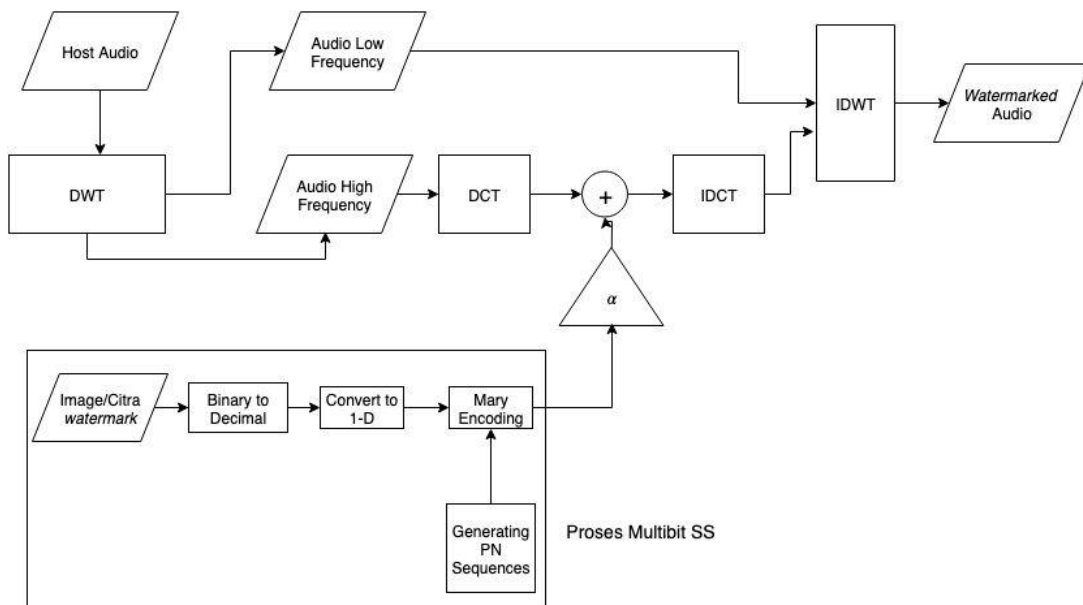 Host Audio
Audio Low
Frequency
IDWT
Watermarked
Audio
DWT
Audio High
Frequency
DCT
+
IDCT
α
Image/Citra
watermark
Binary to
Decimal
Convert to
1-D
Mary
Encoding
Generating
PN
Sequences
Proses Multibit SS